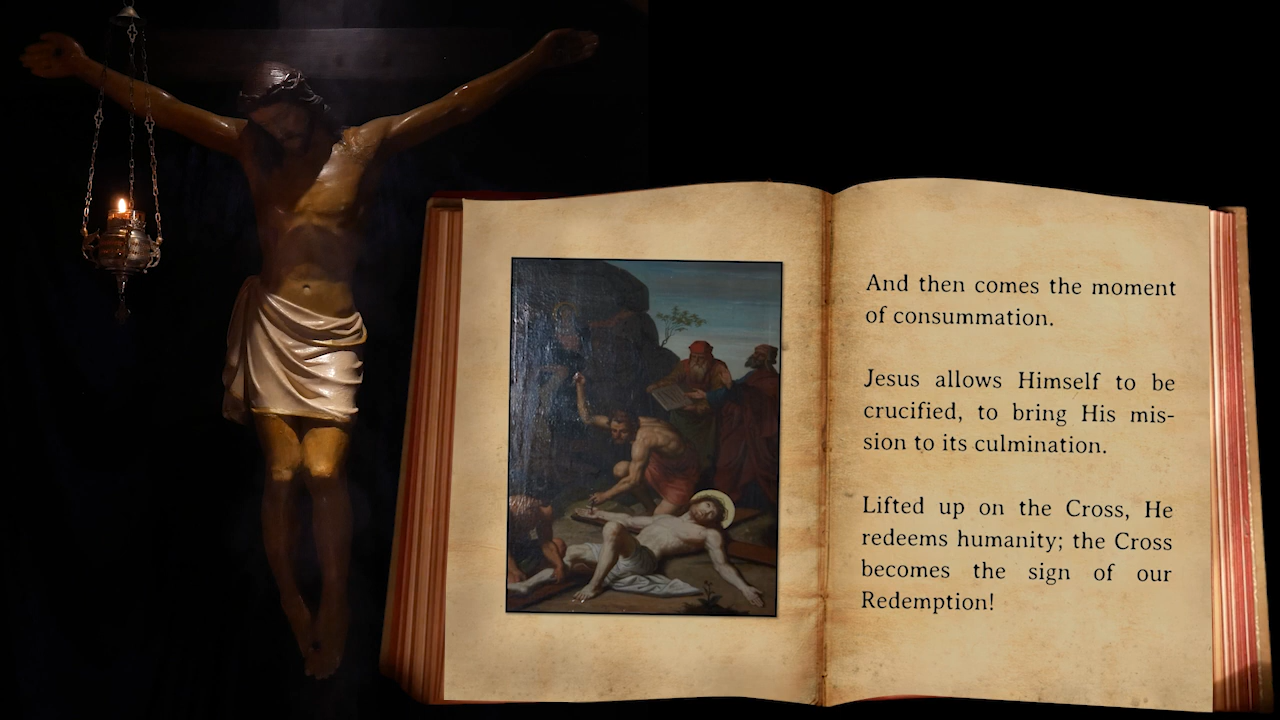 And then comes the moment
of consummation.
Jesus allows Himself to be
crucified, to bring His mis-
sion to its culmination.
Lifted up on the Cross, He
redeems humanity; the Cross
becomes the sign of our
Redemption!